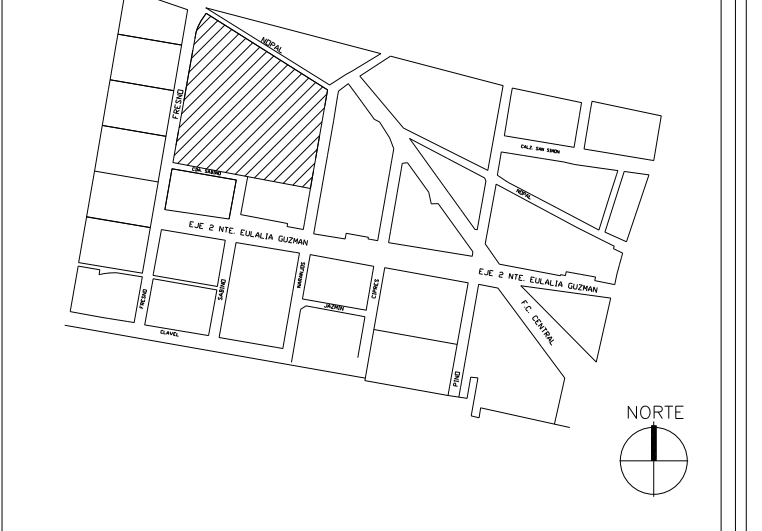 NOPAL
FRESNO
CALZ. SAN SIMON
CDA. SABINO
NOPAL
EJE 2 NTE. EULALIA GUZMAN
EJE 2 NTE. EULALIA GUZMAN
NARANJOS
CIPRES
SABINO
FRESNO
JAZMIN
F.C. CENTRAL
CLAVEL
PINO
NORTE